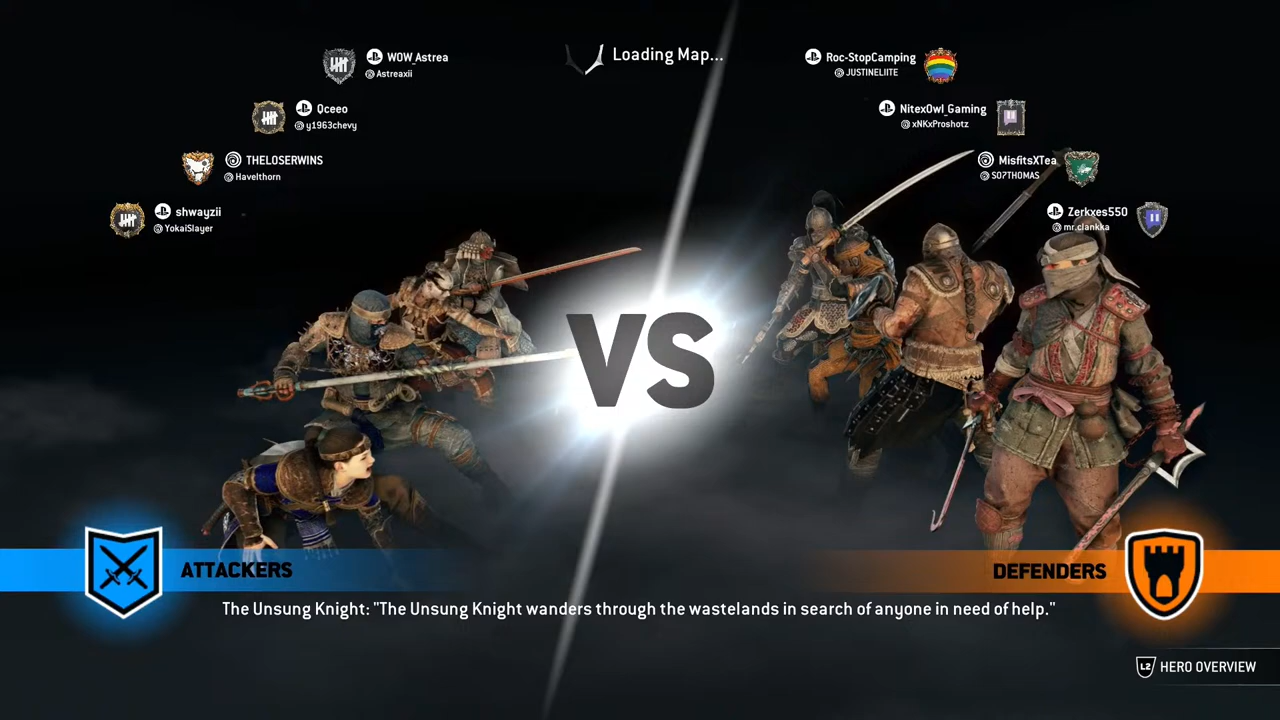 WOW_Astrea
Astreaxii
Qceeo
y1963chevy
THELOSERWINS
Havelthorn
shwayzii
YokaiSlayer
Loading Map...
Roc-StopCamping
JUSTINELIITE
NitexOwl_Gaming
xNKxProshotz
MisfitsXTea
S07TH0MAS
Zerkxes550
mr.clankka
VS
ATTACKERS
DEFENDERS
The Unsung Knight: "The Unsung Knight wanders through the wastelands in search of anyone in need of help."
L2 HERO OVERVIEW